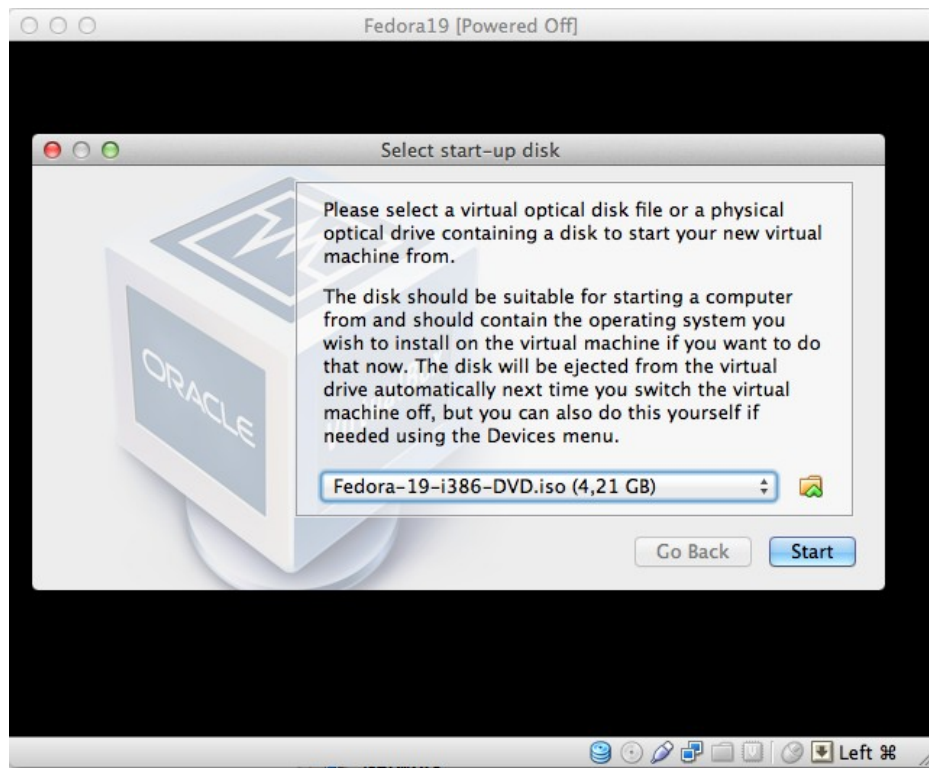 Fedora19 [Powered Off]
Select start-up disk
Please select a virtual optical disk file or a physical
optical drive containing a disk to start your new virtual
machine from.
The disk should be suitable for starting a computer
from and should contain the operating system you
wish to install on the virtual machine if you want to do
that now. The disk will be ejected from the virtual
drive automatically next time you switch the virtual
machine off, but you can also do this yourself if
needed using the Devices menu.
ORACLE
Fedora-19-i386-DVD.iso (4,21 GB)
Go Back
Start
Left ⌘